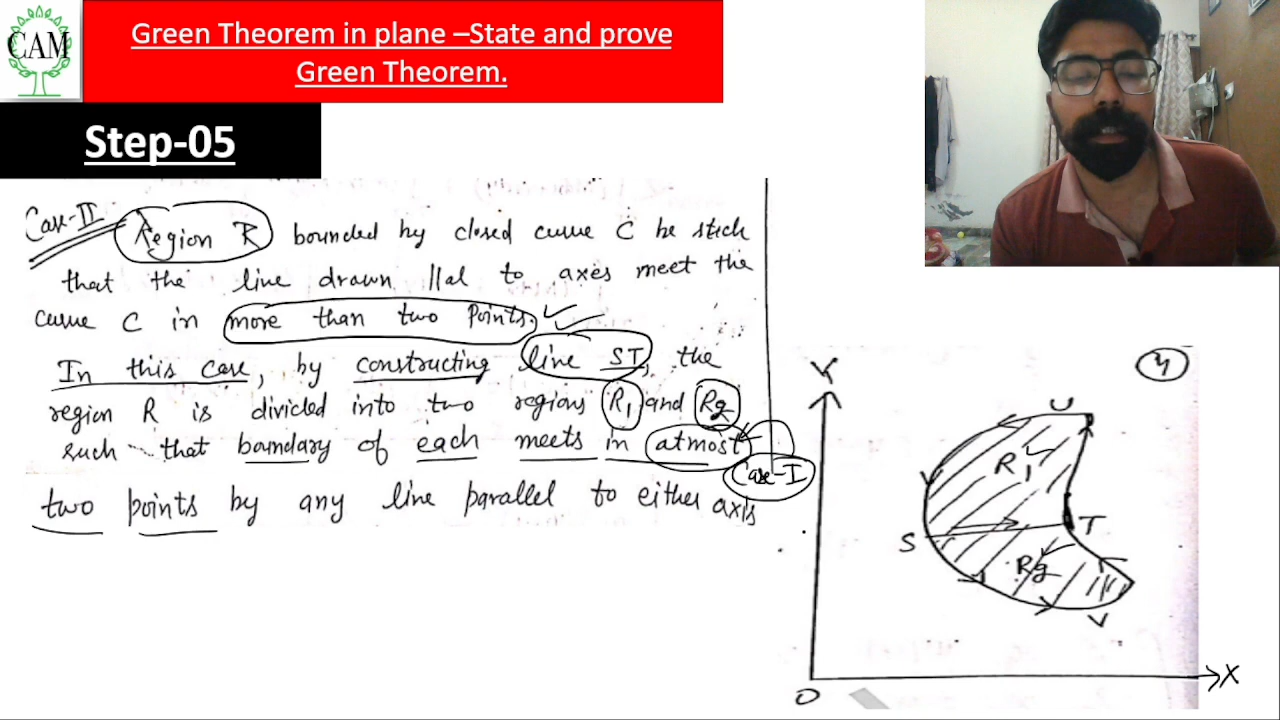 CAM
Green Theorem in plane –State and prove
Green Theorem.
Step-05
Case-II Region R bounded by closed curve C be such
that the line drawn llal to axes meet the
curve C in more than two Points.
In this case, by constructing line ST, the
region R is divided into two regions R1 and R2
such that boundary of each meets in atmost
Case-I
two points by any line parallel to either axis
4
Y
U
R1
S
T
R2
V
O
X